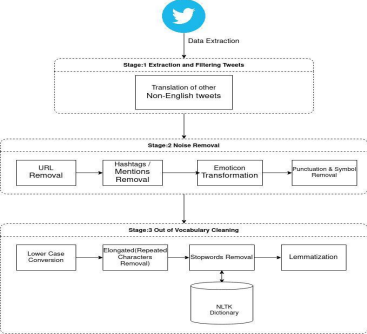 Data Extraction
Stage:1 Extraction and Filtering Tweets
Translation of other
Non-English tweets
Stage:2 Noise Removal
URL
Removal
Hashtags /
Mentions
Removal
Emoticon
Transformation
Punctuation & Symbol
Removal
Stage:3 Out of Vocabulary Cleaning
Lower Case
Conversion
Elongated(Repeated
Characters
Removal)
Stopwords Removal
Lemmatization
NLTK
Dictionary